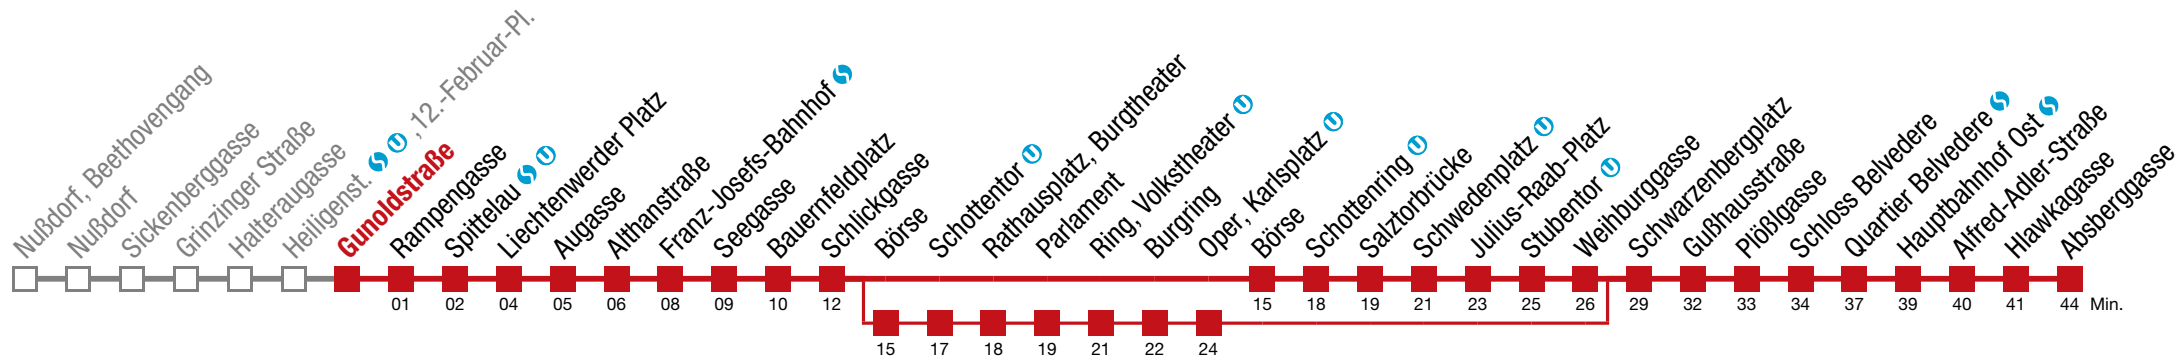 Nußdorf, Beethovengang
Nußdorf
Sickenberggasse
Grinzinger Straße
Halteraugasse
Heiligenst. S U ,12.-Februar-Pl.
Gunoldstraße
Rampengasse
Spittelau S U
Liechtenwerder Platz
Augasse
Althanstraße
Franz-Josefs-Bahnhof S
Seegasse
Bauernfeldplatz
Schlickgasse
Börse
Schottentor U
Rathausplatz, Burgtheater
Parlament
Ring, Volkstheater U
Burgring
Oper, Karlsplatz U
Börse
Schottenring U
Salztorbrücke
Schwedenplatz U
Julius-Raab-Platz
Stubentor U
Weihburggasse
Schwarzenbergplatz
Gußhausstraße
Plößlgasse
Schloss Belvedere
Quartier Belvedere S
Hauptbahnhof Ost S
Alfred-Adler-Straße
Hlawkagasse
Absberggasse
01 02 04 05 06 08 09 10 12 15 18 19 21 23 25 26 29 32 33 34 37 39 40 41 44 Min.
15 17 18 19 21 22 24